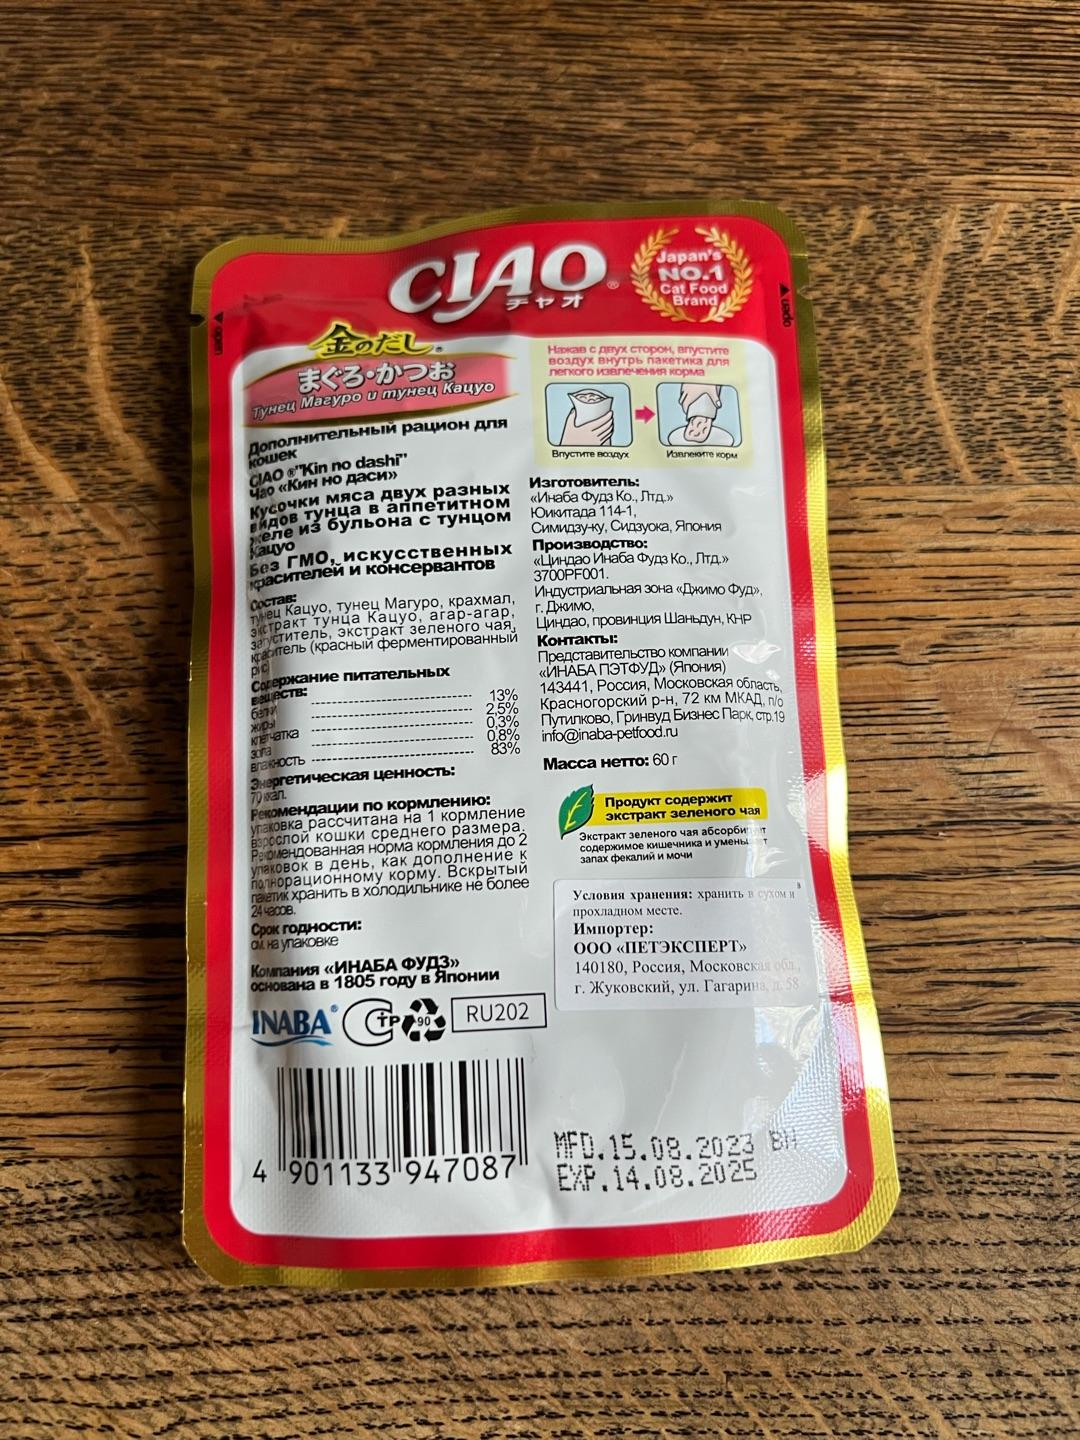 CIAO
チャオ
Japan's
NO.1
Cat Food
Brand
open
open
金のだし
まぐろ・かつお
Тунец Магуро и тунец Кацуо
Дополнительный рацион для
кошек
CIAO ®"Kin no dashi"
Чао «Кин но даси»
Кусочки мяса двух разных
видов тунца в аппетитном
желе из бульона с тунцом
Кацуо
Без ГМО, искусственных
красителей и консервантов
Состав:
тунец Кацуо, тунец Магуро, крахмал,
экстракт тунца Кацуо, агар-агар,
загуститель, экстракт зеленого чая,
краситель (красный ферментированный
рис)
Содержание питательных
веществ:
белки 13%
жиры 2.5%
клетчатка 0,3%
зола 0,8%
влажность 83%
Энергетическая ценность:
70 ккал.
Рекомендации по кормлению:
упаковка рассчитана на 1 кормление
взрослой кошки среднего размера.
Рекомендованная норма кормления до 2
упаковок в день, как дополнение к
полнорационному корму. Вскрытый
пакетик хранить в холодильнике не более
24 часов.
Срок годности:
см. на упаковке
Компания «ИНАБА ФУДЗ»
основана в 1805 году в Японии
INABA®
СТР
90
RU202
4 901133 947087
Нажав с двух сторон, впустите
воздух внутрь пакетика для
легкого извлечения корма
Впустите воздух
Извлеките корм
Изготовитель:
«Инаба Фудз Ко., Лтд.»
Юикитада 114-1,
Симидзу-ку, Сидзуока, Япония
Производство:
«Циндао Инаба Фудз Ко., Лтд.»
3700PF001.
Индустриальная зона «Джимо Фуд»,
г. Джимо,
Циндао, провинция Шаньдун, КНР
Контакты:
Представительство компании
«ИНАБА ПЭТФУД» (Япония)
143441, Россия, Московская область,
Красногорский р-н, 72 км МКАД, п/о
Путилково, Гринвуд Бизнес Парк, стр.19
info@inaba-petfood.ru
Масса нетто: 60 г
Продукт содержит
экстракт зеленого чая
Экстракт зеленого чая абсорбирует
содержимое кишечника и уменьшает
запах фекалий и мочи
Условия хранения: хранить в сухом и
прохладном месте.
Импортер:
ООО «ПЕТЭКСПЕРТ»
140180, Россия, Московская обл.,
г. Жуковский, ул. Гагарина, д. 58
MFD.15.08.2023 BH
EXP.14.08.2025